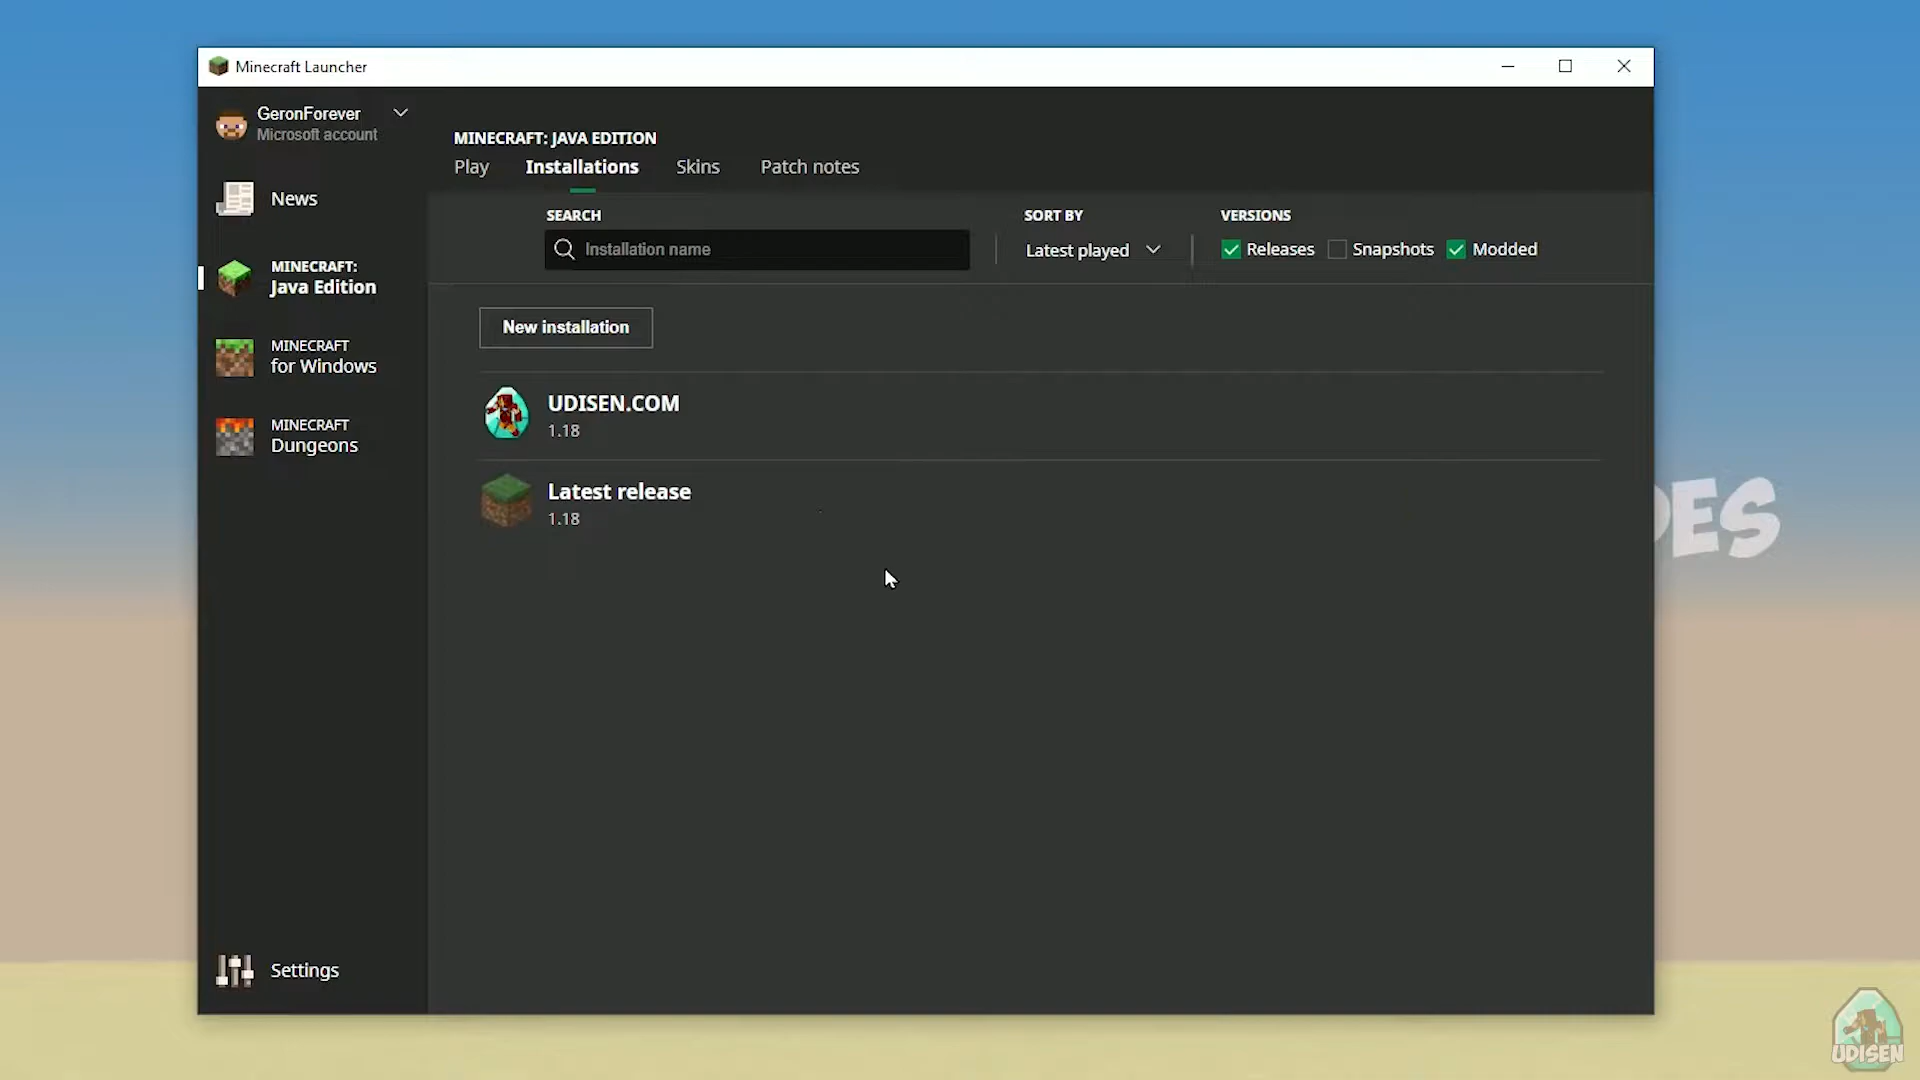 Minecraft Launcher
GeronForever
Microsoft account
News
MINECRAFT:
Java Edition
MINECRAFT
for Windows
MINECRAFT
Dungeons
Settings
MINECRAFT: JAVA EDITION
Play Installations Skins Patch notes
SEARCH SORT BY VERSIONS
Installation name Latest played Releases Snapshots Modded
New installation
UDISEN.COM
1.18
Latest release
1.18
UDISEN